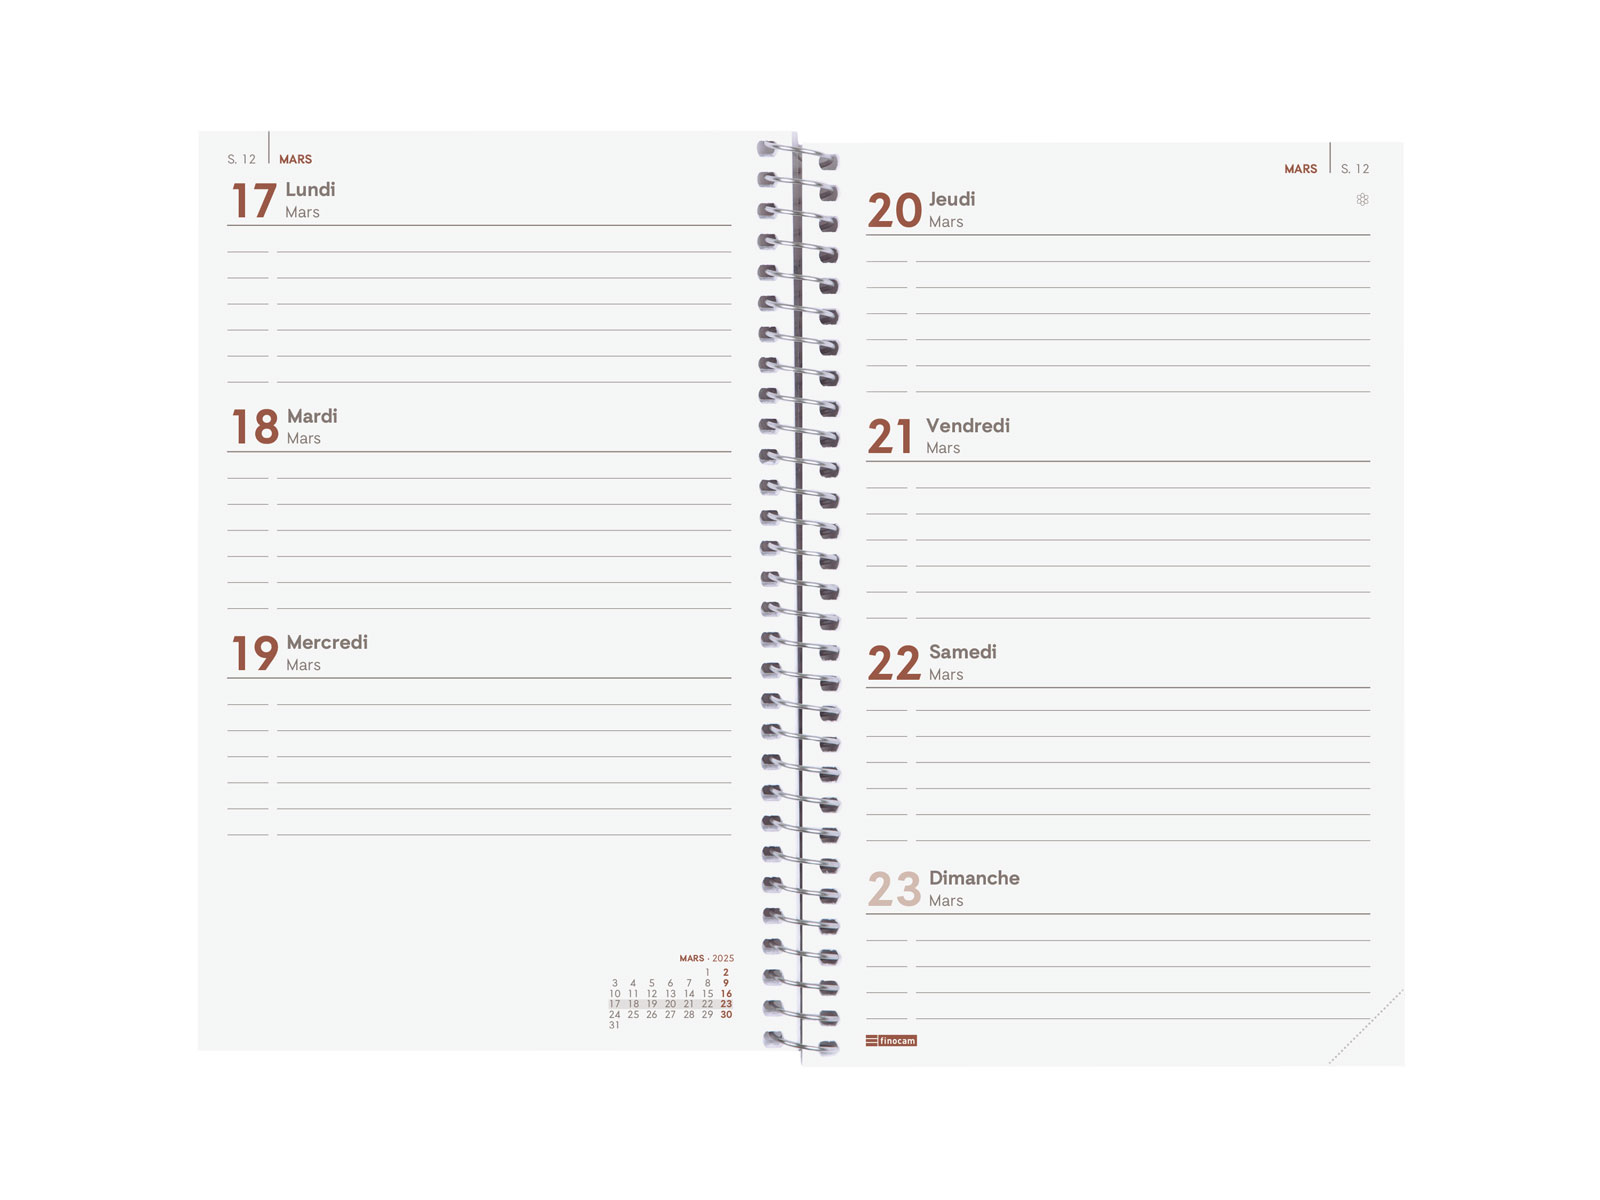 S. 12 MARS
17 Lundi
Mars
18 Mardi
Mars
19 Mercredi
Mars
MARS · 2025
1 2
3 4 5 6 7 8 9
10 11 12 13 14 15 16
17 18 19 20 21 22 23
24 25 26 27 28 29 30
31
MARS S. 12
20 Jeudi
Mars
21 Vendredi
Mars
22 Samedi
Mars
23 Dimanche
Mars
finocam